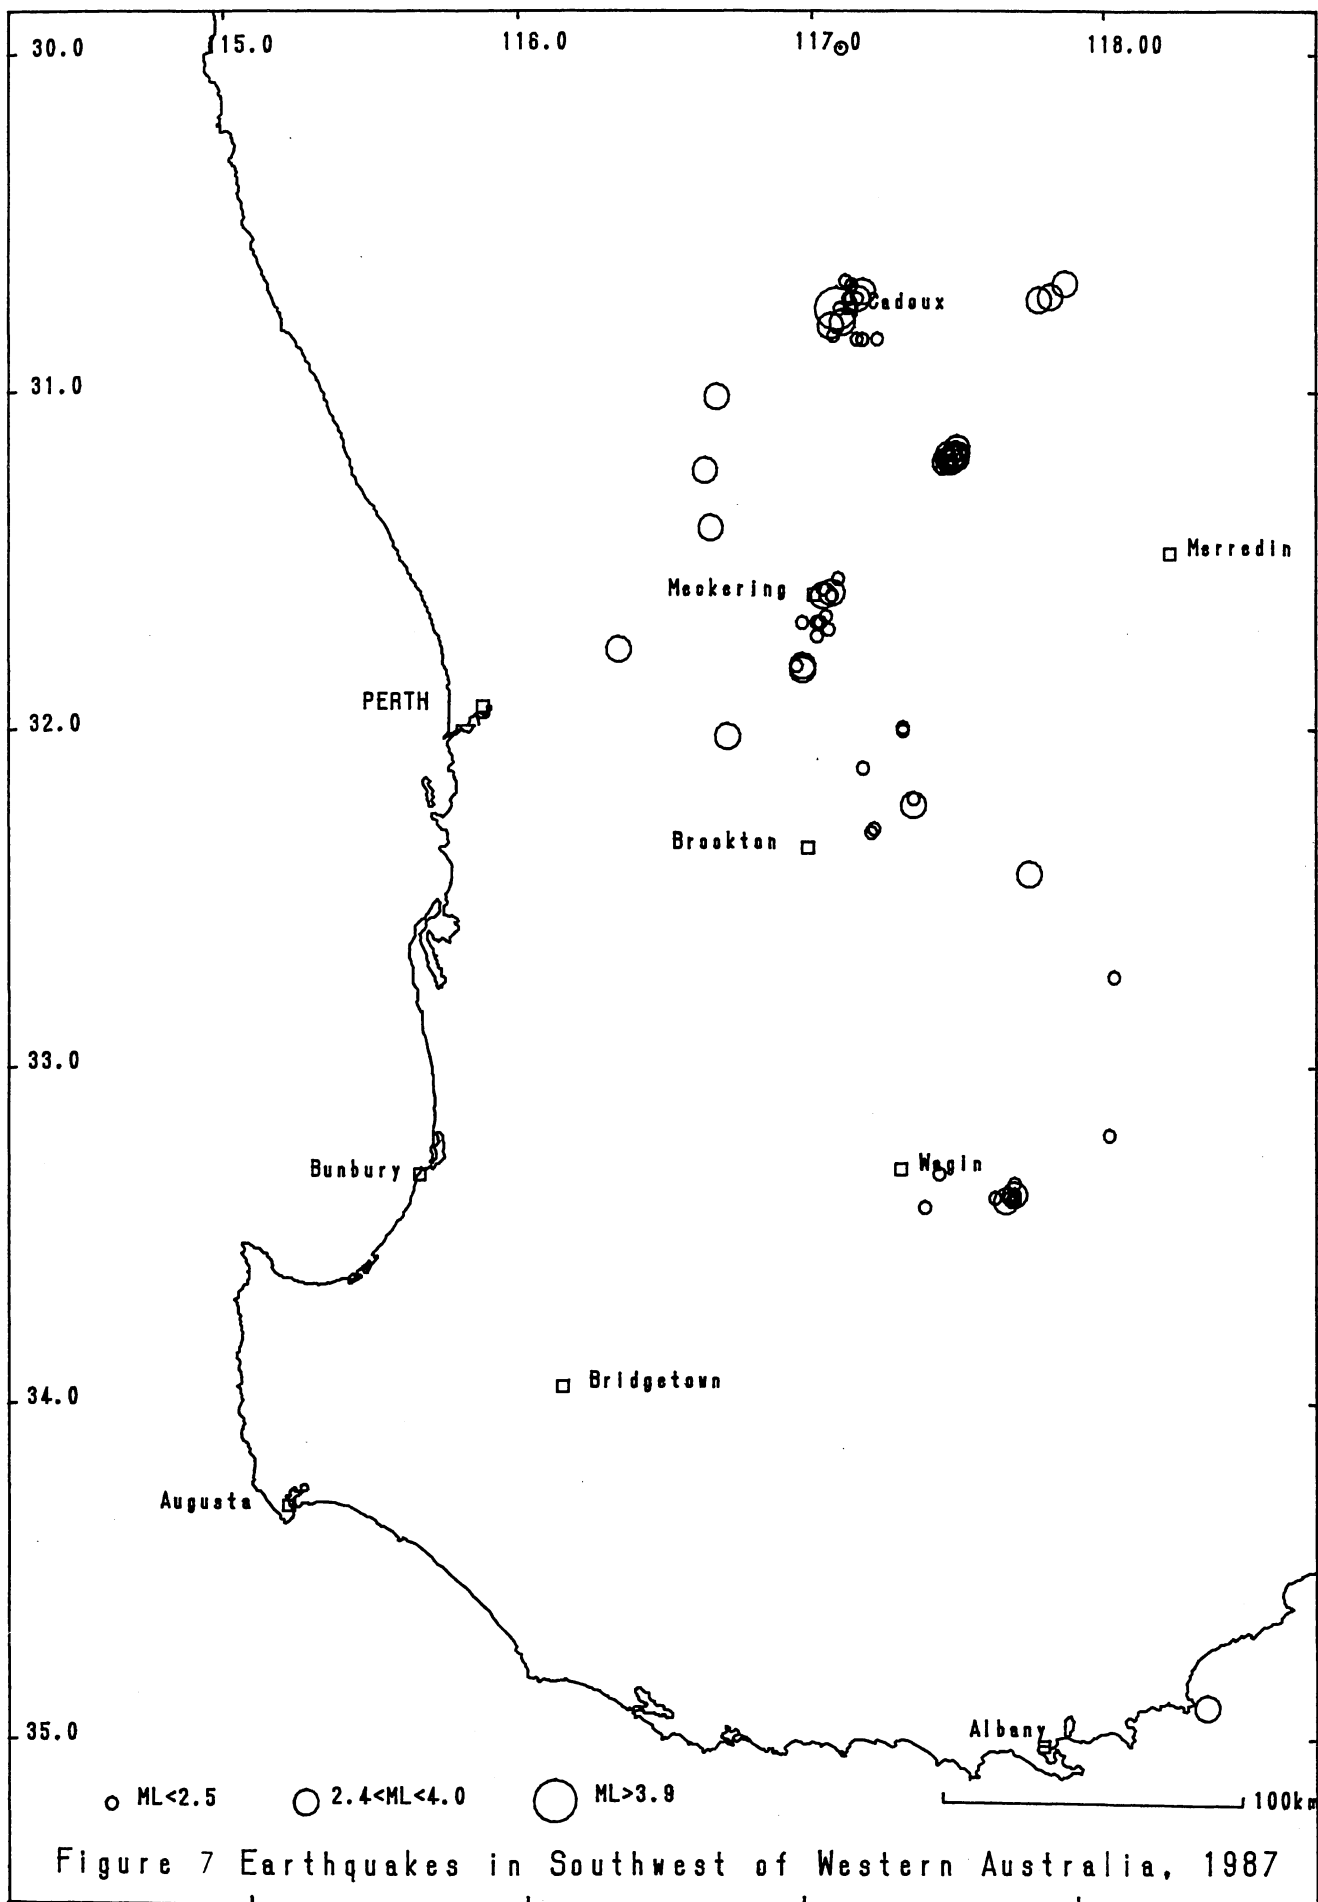 30.0
115.0
116.0
117.0
118.00
Cadoux
31.0
Merredin
Meckering
PERTH
32.0
Brookton
33.0
Wagin
Bunbury
34.0
Bridgetown
Augusta
35.0
Albany
ML<2.5
2.4<ML<4.0
ML>3.9
100km
Figure 7 Earthquakes in Southwest of Western Australia, 1987